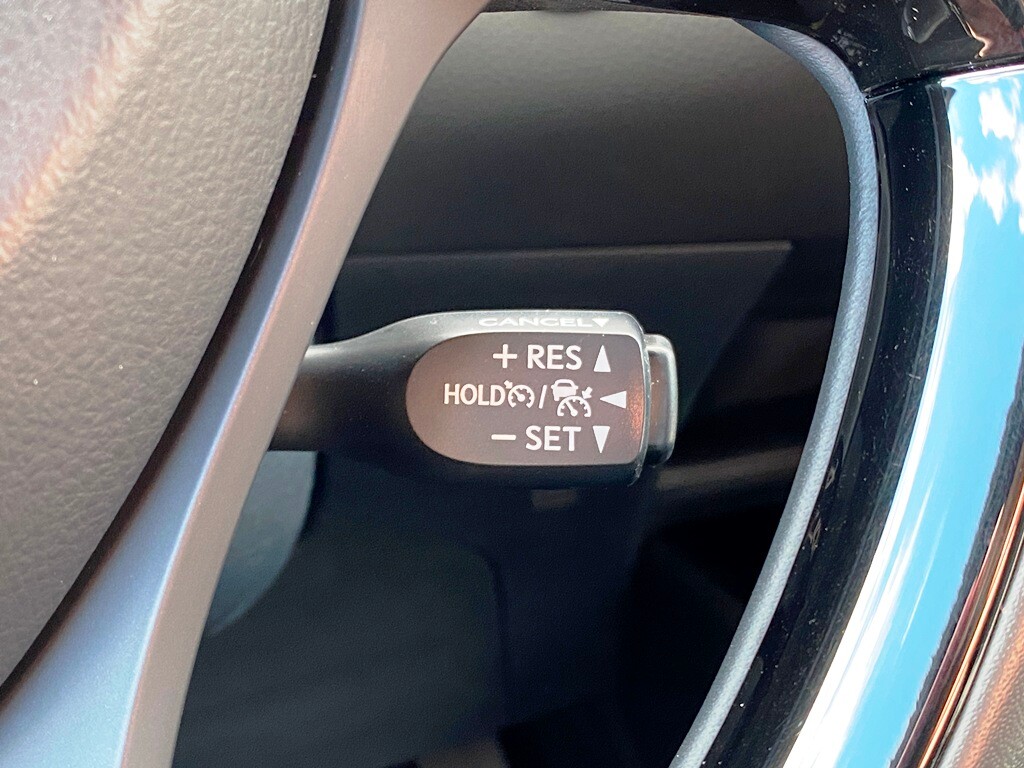 CANCEL▼
+ RES ▲
HOLD / ◀
− SET ▼